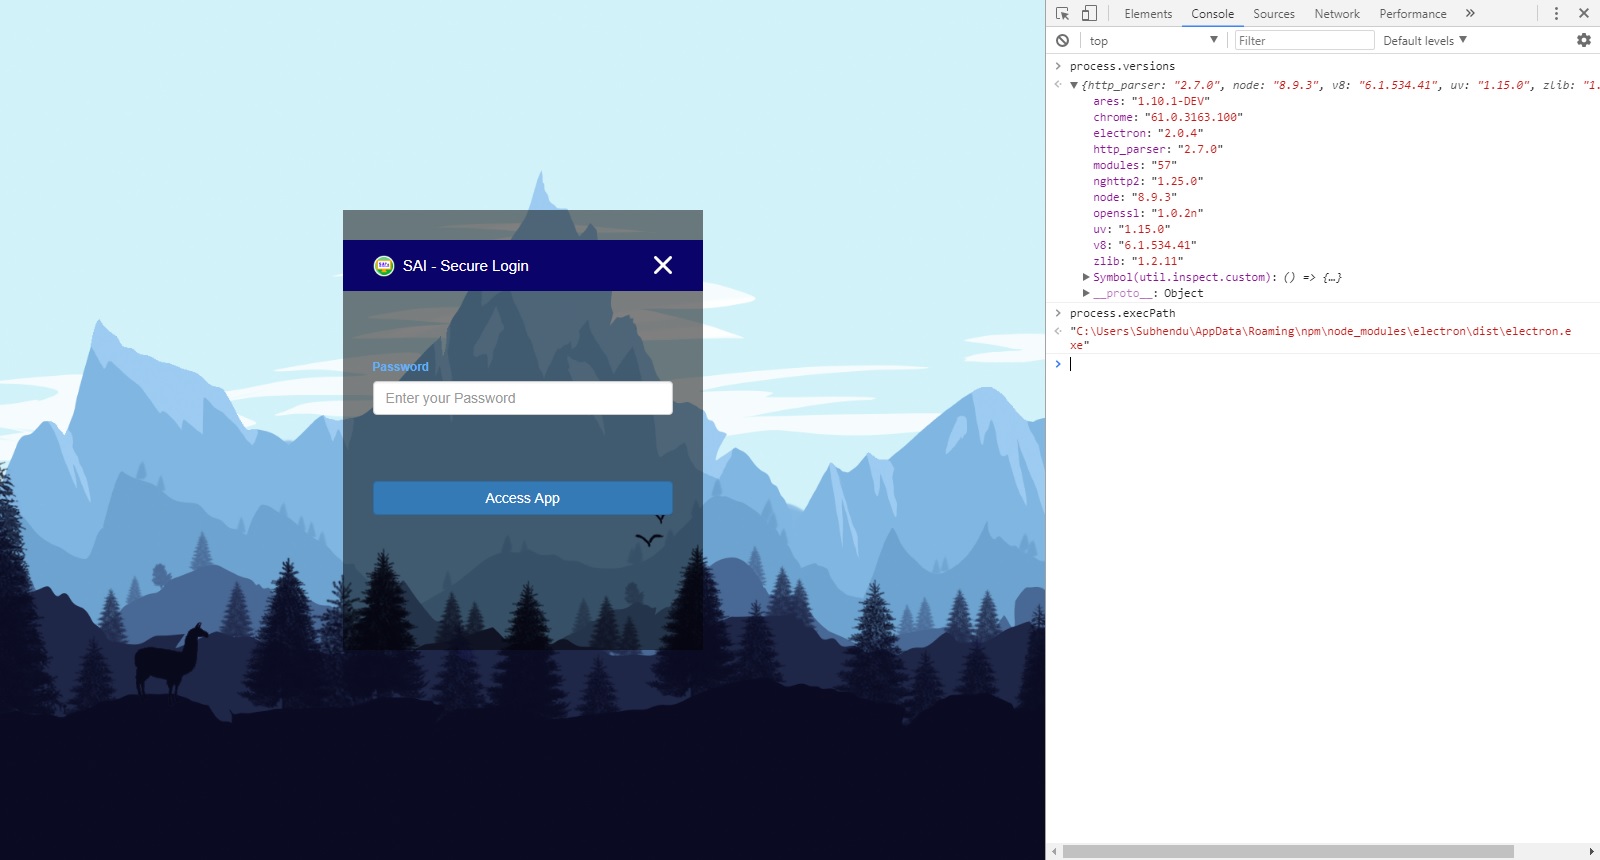 SAI - Secure Login
Password
Enter your Password
Access App
Elements Console Sources Network Performance »
top Filter Default levels
process.versions
{http_parser: "2.7.0", node: "8.9.3", v8: "6.1.534.41", uv: "1.15.0", zlib: "1.
ares: "1.10.1-DEV"
chrome: "61.0.3163.100"
electron: "2.0.4"
http_parser: "2.7.0"
modules: "57"
nghttp2: "1.25.0"
node: "8.9.3"
openssl: "1.0.2n"
uv: "1.15.0"
v8: "6.1.534.41"
zlib: "1.2.11"
Symbol(util.inspect.custom): () => {…}
__proto__: Object
process.execPath
"C:\Users\Subhendu\AppData\Roaming\npm\node_modules\electron\dist\electron.e
xe"